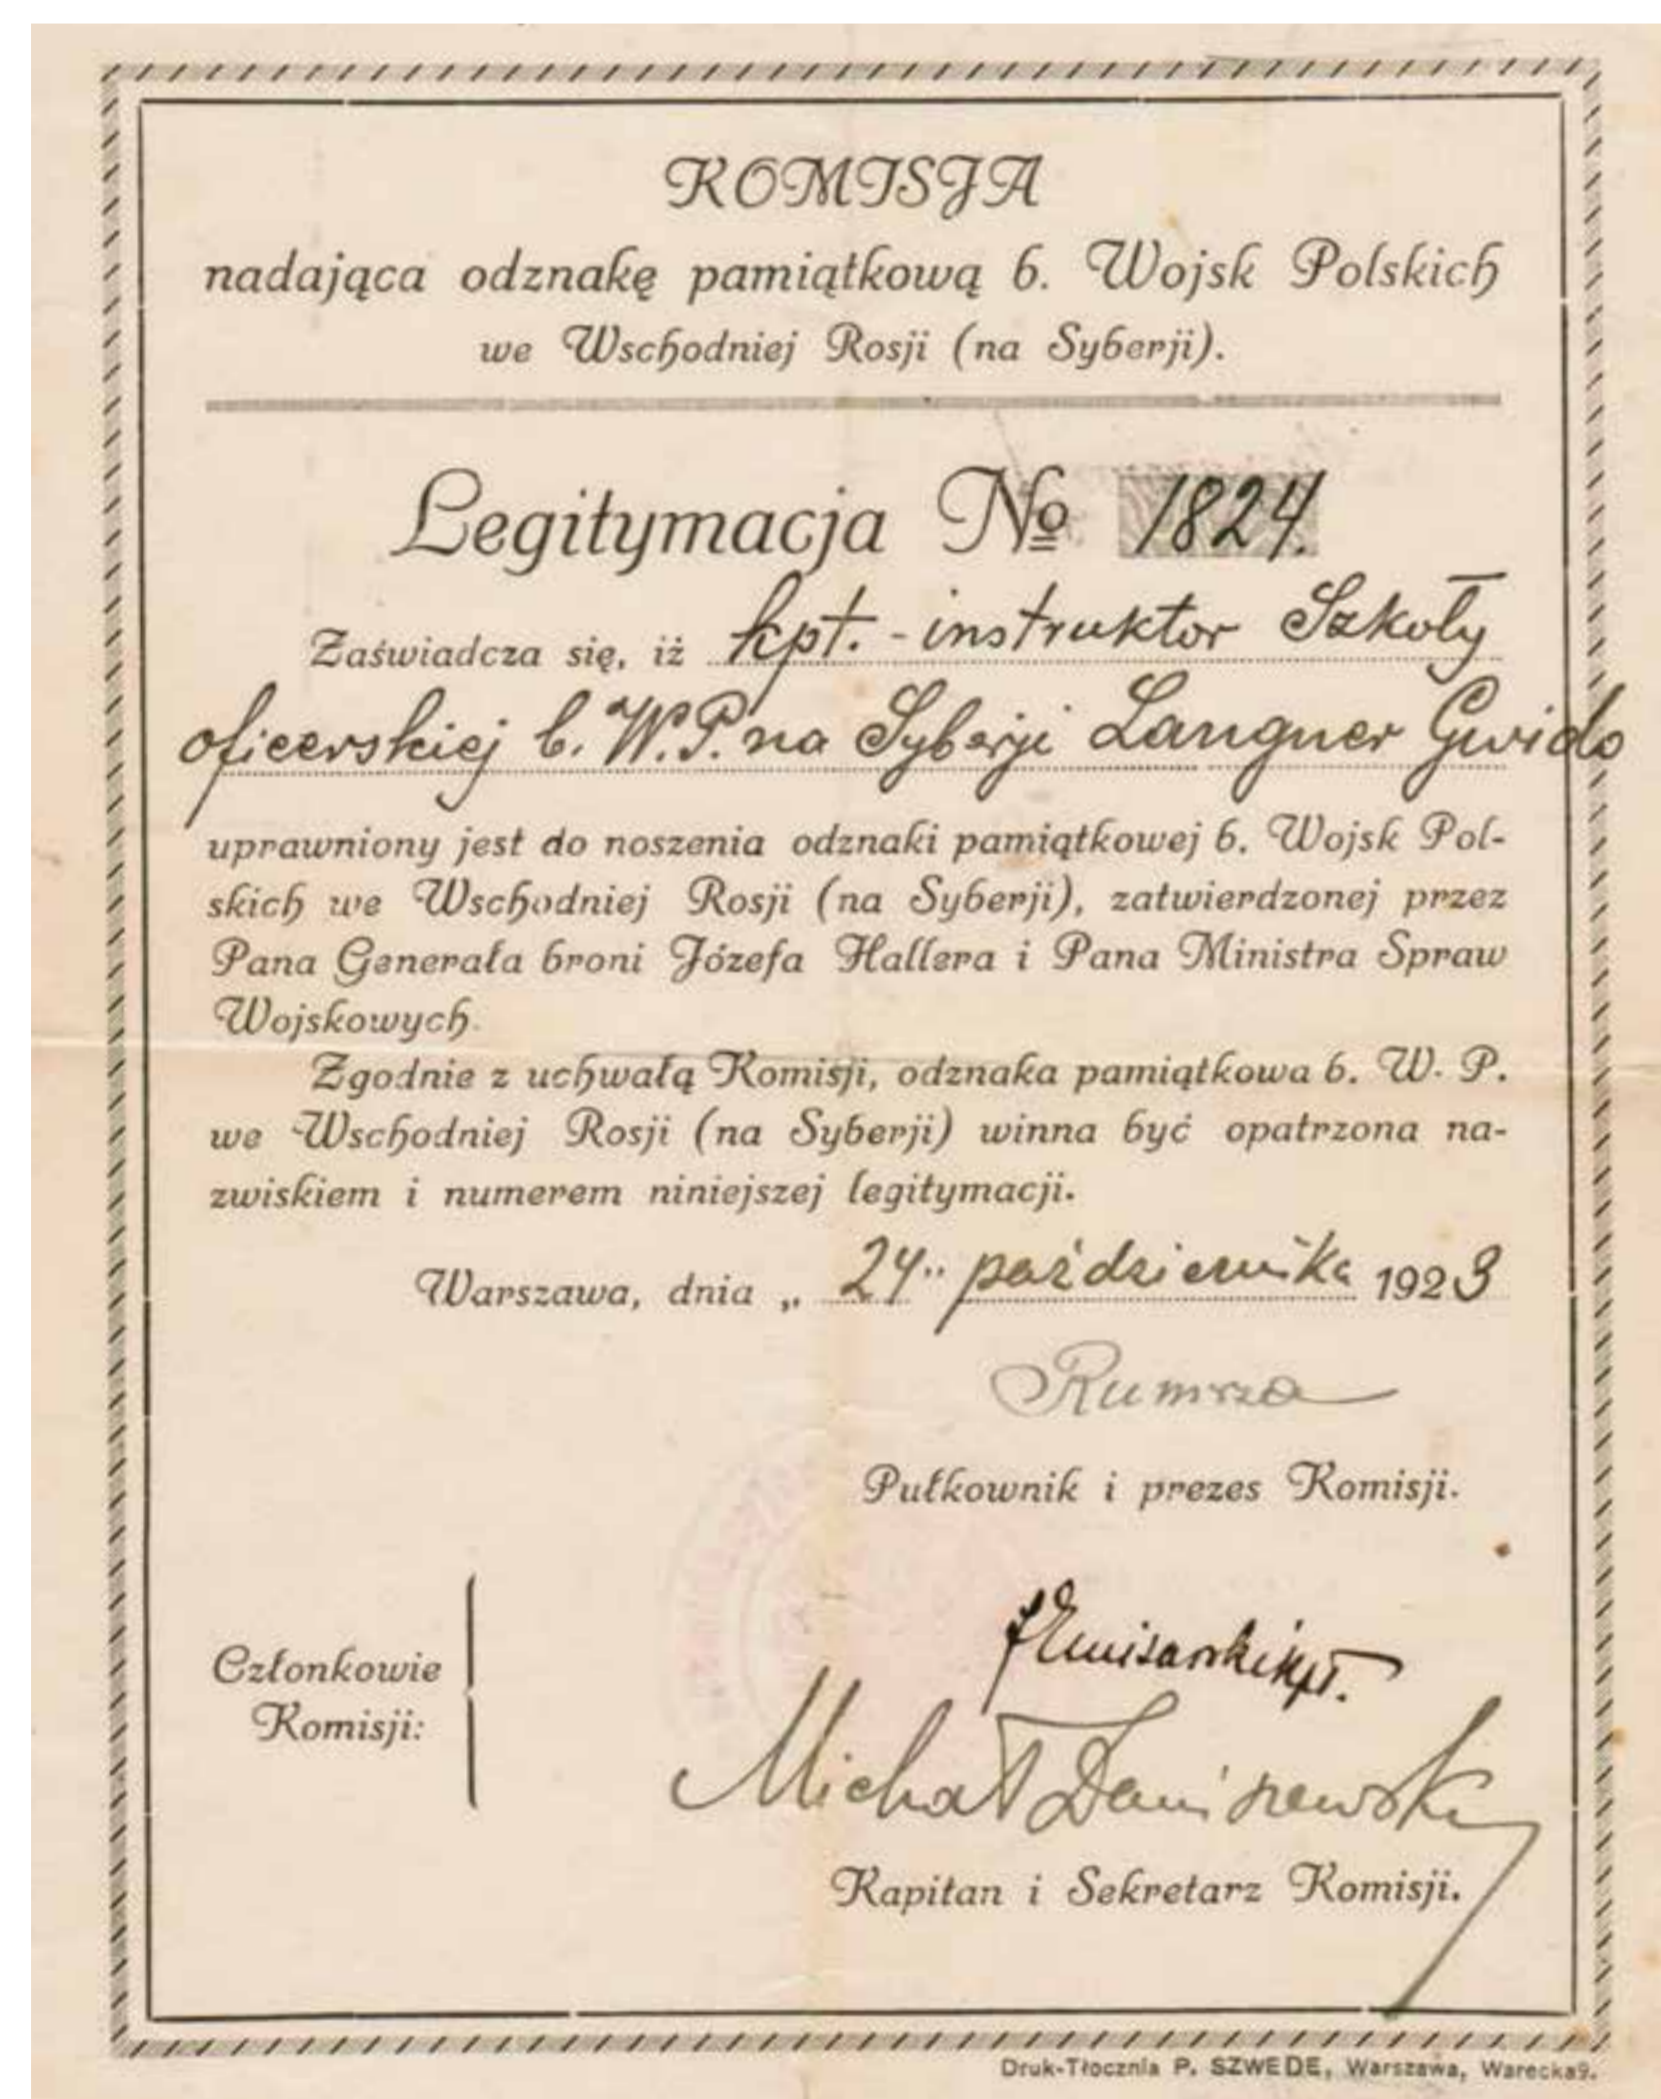 KOMISJA
nadająca odznakę pamiątkową b. Wojsk Polskich
we Wschodniej Rosji (na Syberji).
Legitymacja № 1824.
Zaświadcza się, iż kpt. - instruktor Szkoły
oficerskiej b. W.P. na Syberji Langner Gwido
uprawniony jest do noszenia odznaki pamiątkowej b. Wojsk Pol-
skich we Wschodniej Rosji (na Syberji), zatwierdzonej przez
Pana Generała broni Józefa Hallera i Pana Ministra Spraw
Wojskowych.
Zgodnie z uchwałą Komisji, odznaka pamiątkowa b. W. P.
we Wschodniej Rosji (na Syberji) winna być opatrzona na-
zwiskiem i numerem niniejszej legitymacji.
Warszawa, dnia „ 24 " października 1923
Rumsza
Pułkownik i prezes Komisji.
Członkowie
Komisji:
kpt.
Michał Daniszewski
Kapitan i Sekretarz Komisji.
Druk-Tłocznia P. SZWEDE, Warszawa, Warecka 9.